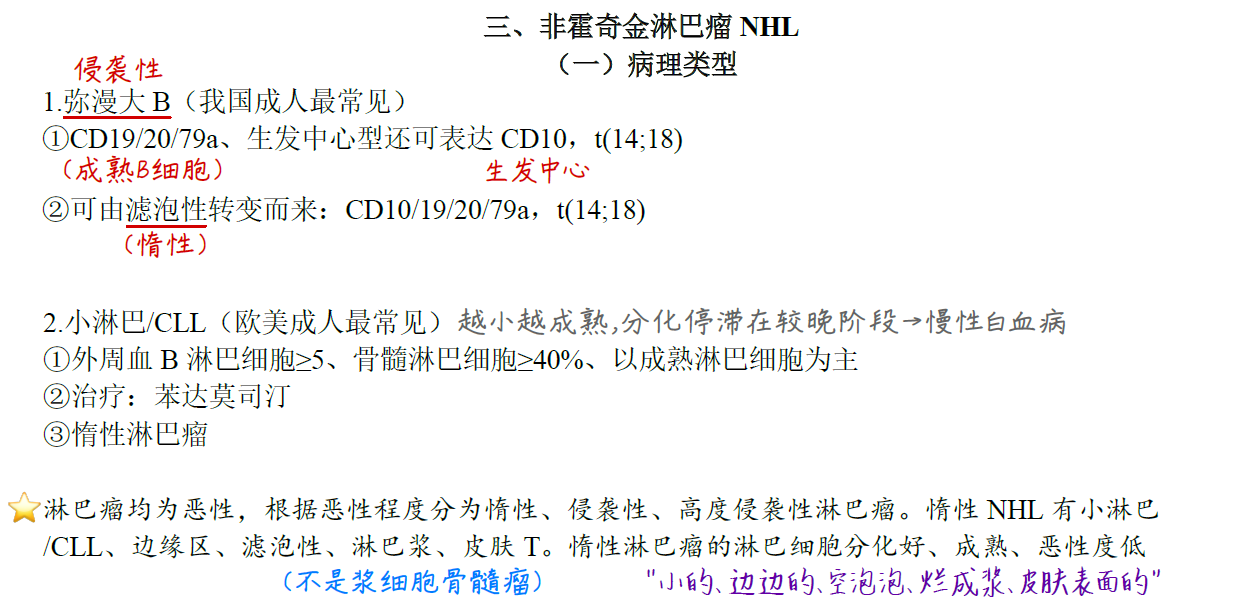 三、非霍奇金淋巴瘤 NHL
（一）病理类型
侵袭性
1.弥漫大 B（我国成人最常见）
①CD19/20/79a、生发中心型还可表达 CD10，t(14;18)
(成熟B细胞) 生发中心
②可由滤泡性转变而来：CD10/19/20/79a，t(14;18)
(惰性)
2.小淋巴/CLL（欧美成人最常见）越小越成熟,分化停滞在较晚阶段→慢性白血病
①外周血 B 淋巴细胞≥5、骨髓淋巴细胞≥40%、以成熟淋巴细胞为主
②治疗：苯达莫司汀
③惰性淋巴瘤
⭐淋巴瘤均为恶性，根据恶性程度分为惰性、侵袭性、高度侵袭性淋巴瘤。惰性 NHL 有小淋巴
/CLL、边缘区、滤泡性、淋巴浆、皮肤 T。惰性淋巴瘤的淋巴细胞分化好、成熟、恶性度低
(不是浆细胞骨髓瘤) "小的、边边的、空泡泡、烂成浆、皮肤表面的"